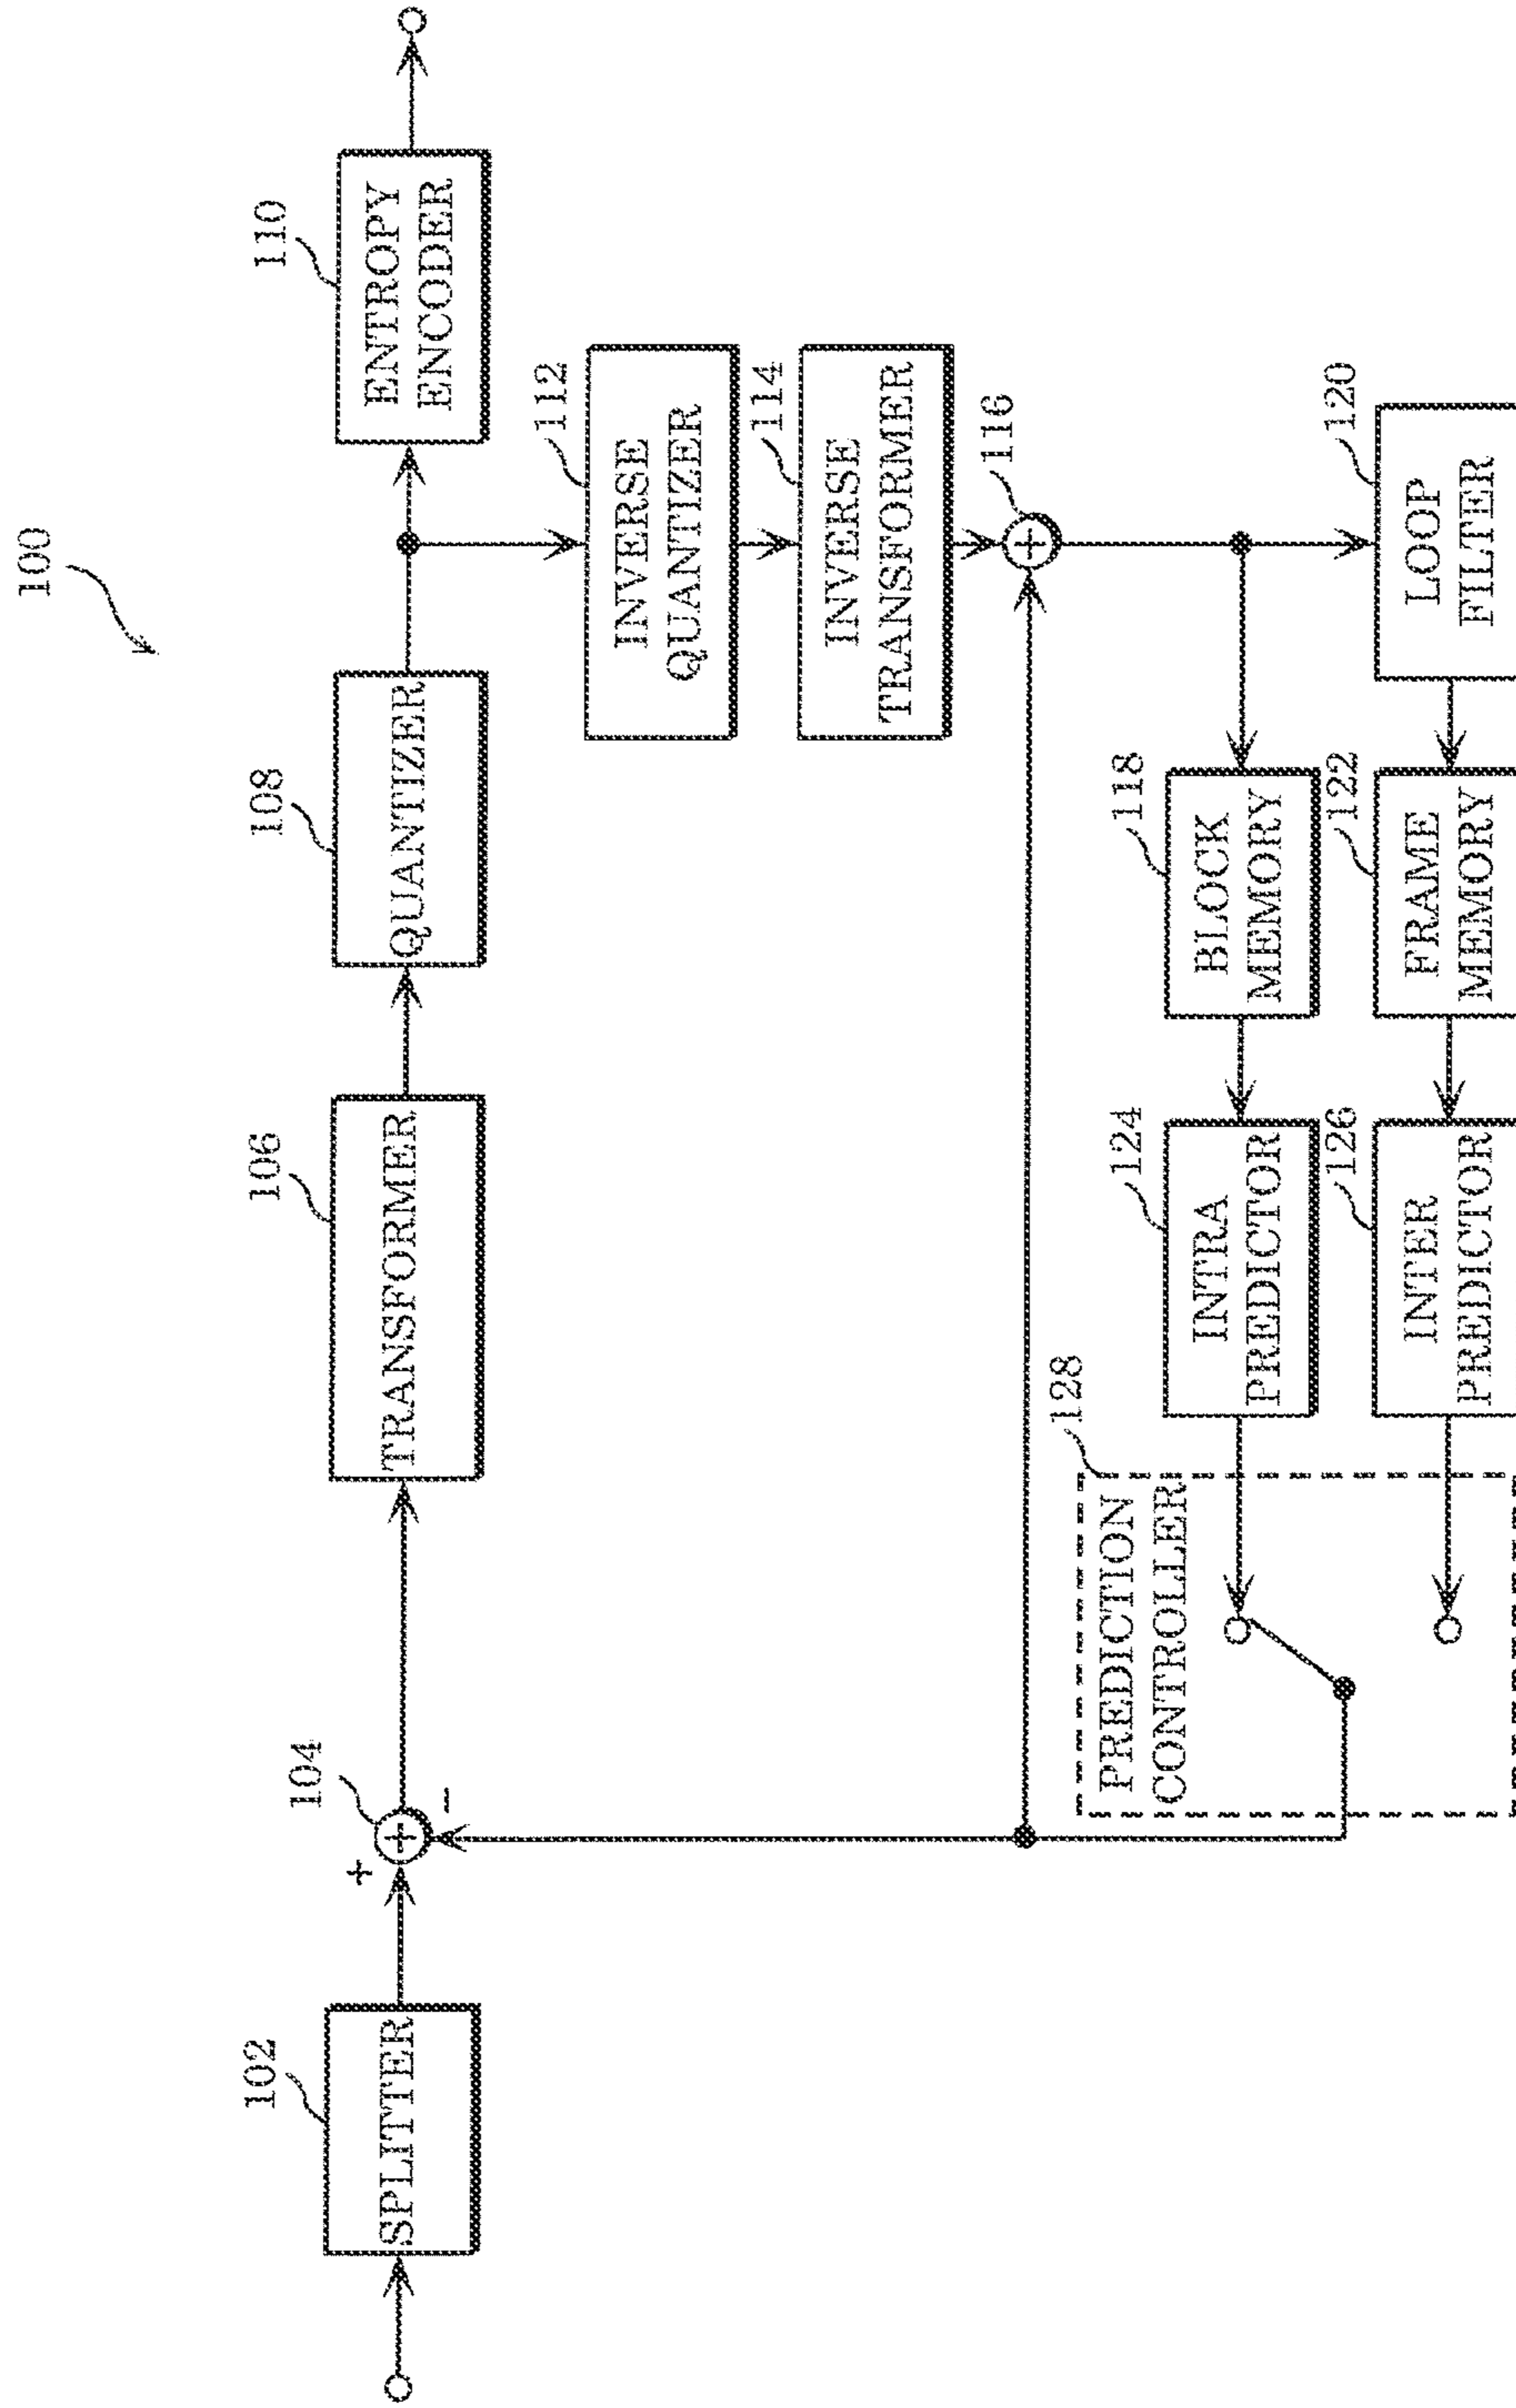 100
102
SPLITTER
104
+
−
106
TRANSFORMER
108
QUANTIZER
110
ENTROPY
ENCODER
112
INVERSE
QUANTIZER
114
INVERSE
TRANSFORMER
116
128
PREDICTION
CONTROLLER
124
INTRA
PREDICTOR
118
BLOCK
MEMORY
126
INTER
PREDICTOR
122
FRAME
MEMORY
120
LOOP
FILTER